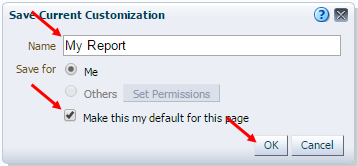 Save Current Customization
Name My Report
Save for Me
Others Set Permissions
Make this my default for this page
OK Cancel